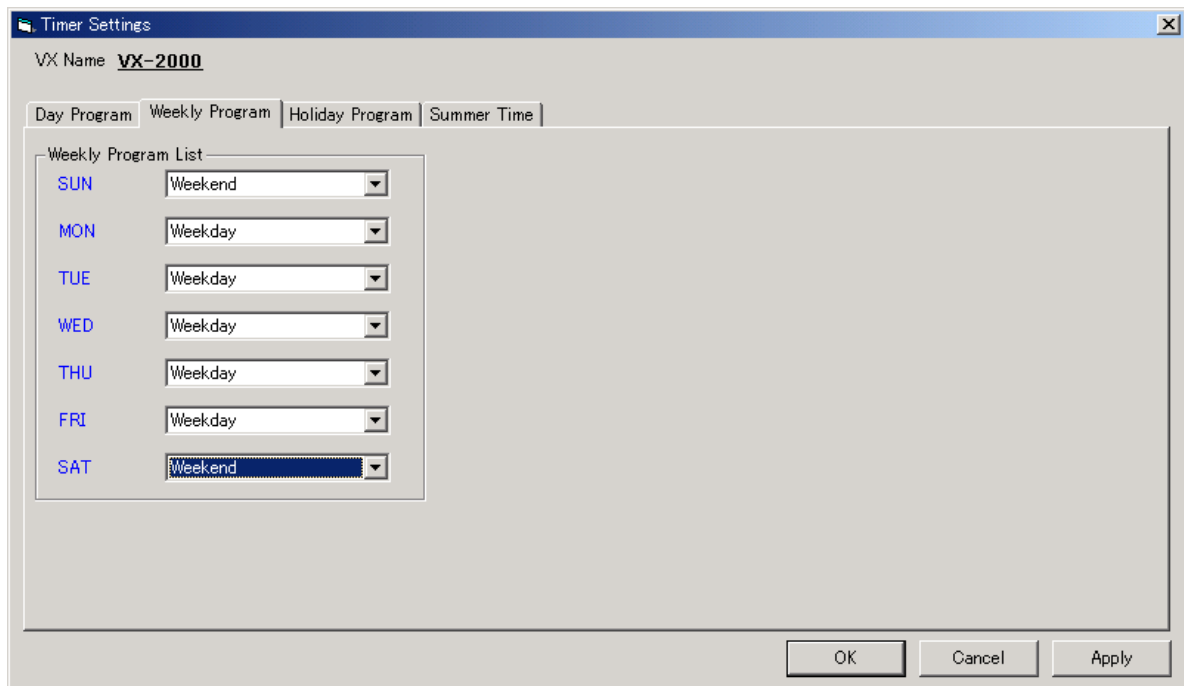 Timer Settings
VX Name VX-2000
Day Program Weekly Program Holiday Program Summer Time
Weekly Program List
SUN Weekend
MON Weekday
TUE Weekday
WED Weekday
THU Weekday
FRI Weekday
SAT Weekend
OK Cancel Apply